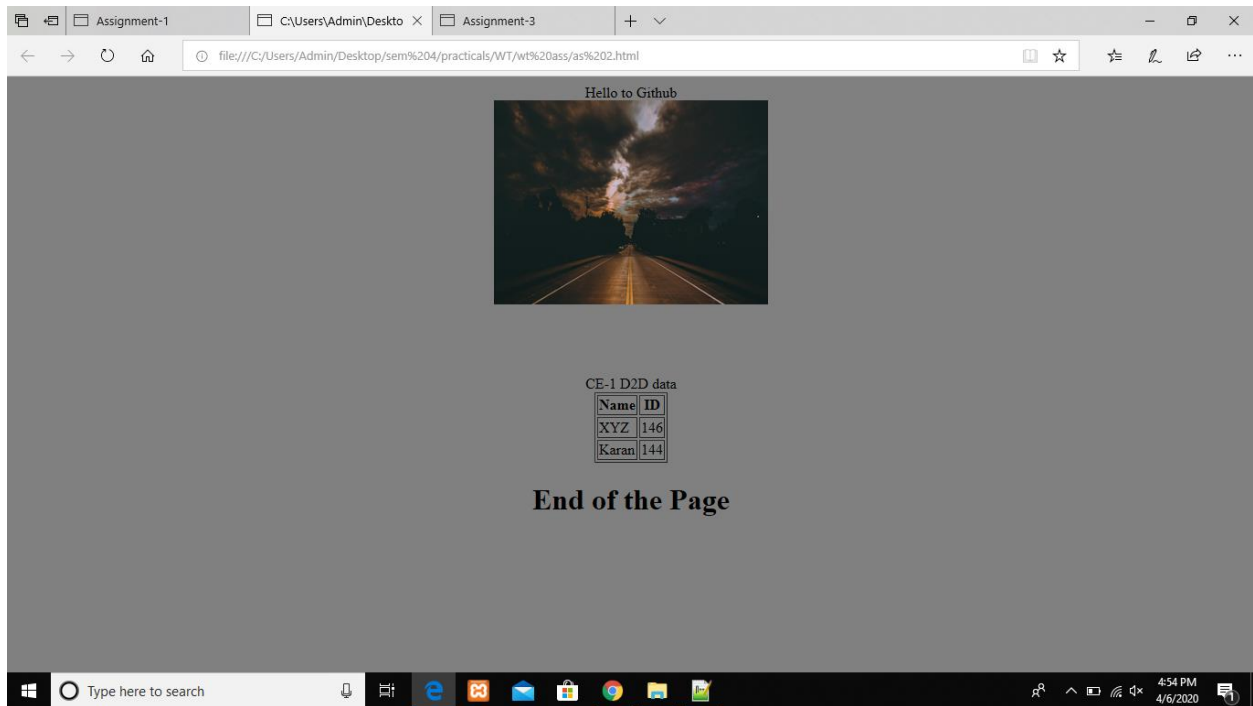 Assignment-1
C:\Users\Admin\Deskto
Assignment-3
file:///C:/Users/Admin/Desktop/sem%204/practicals/WT/wt%20ass/as%202.html
Hello to Github
CE-1 D2D data
Name ID
XYZ 146
Karan 144
End of the Page
Type here to search
4:54 PM
4/6/2020
1